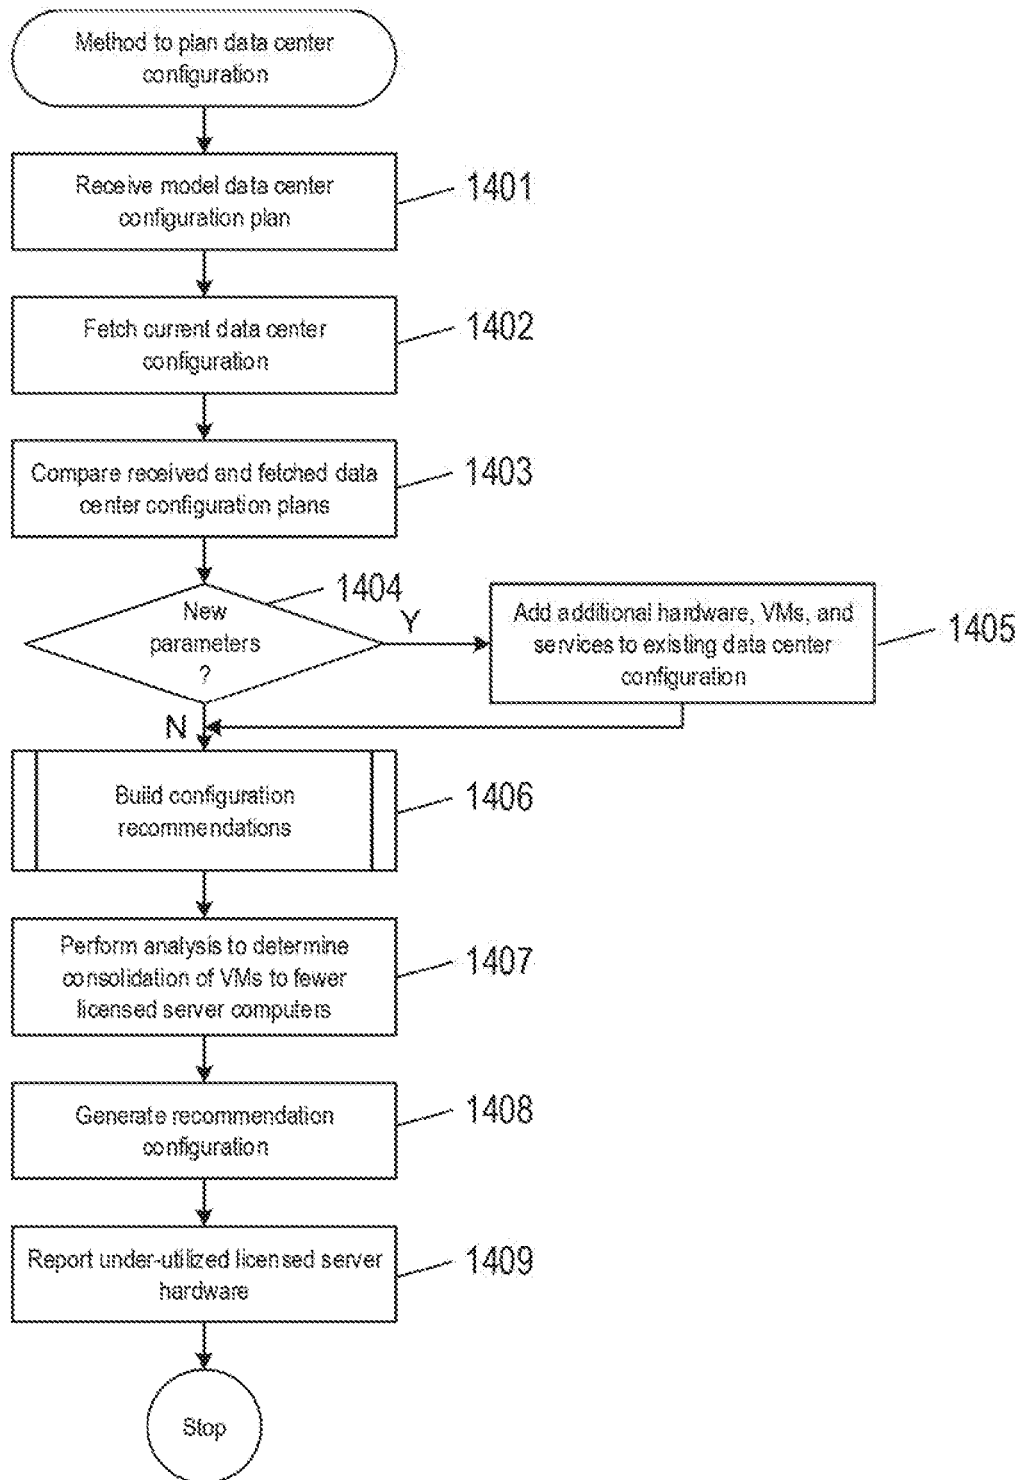 Method to plan data center
configuration
Receive model data center
configuration plan
1401
Fetch current data center
configuration
1402
Compare received and fetched data
center configuration plans
1403
New
parameters
?
1404
Y
Add additional hardware, VMs, and
services to existing data center
configuration
1405
N
Build configuration
recommendations
1406
Perform analysis to determine
consolidation of VMs to fewer
licensed server computers
1407
Generate recommendation
configuration
1408
Report under-utilized licensed server
hardware
1409
Stop